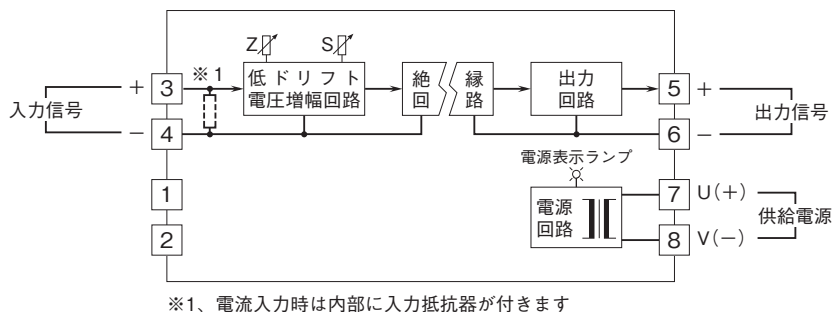 Z S
※1
入力信号
+ 3
− 4
1
2
低ドリフト
電圧増幅回路
絶 縁
回 路
出力
回路
5 +
6 −
出力信号
電源表示ランプ
電源
回路
7 U(+)
8 V(−)
供給電源
※1、電流入力時は内部に入力抵抗器が付きます